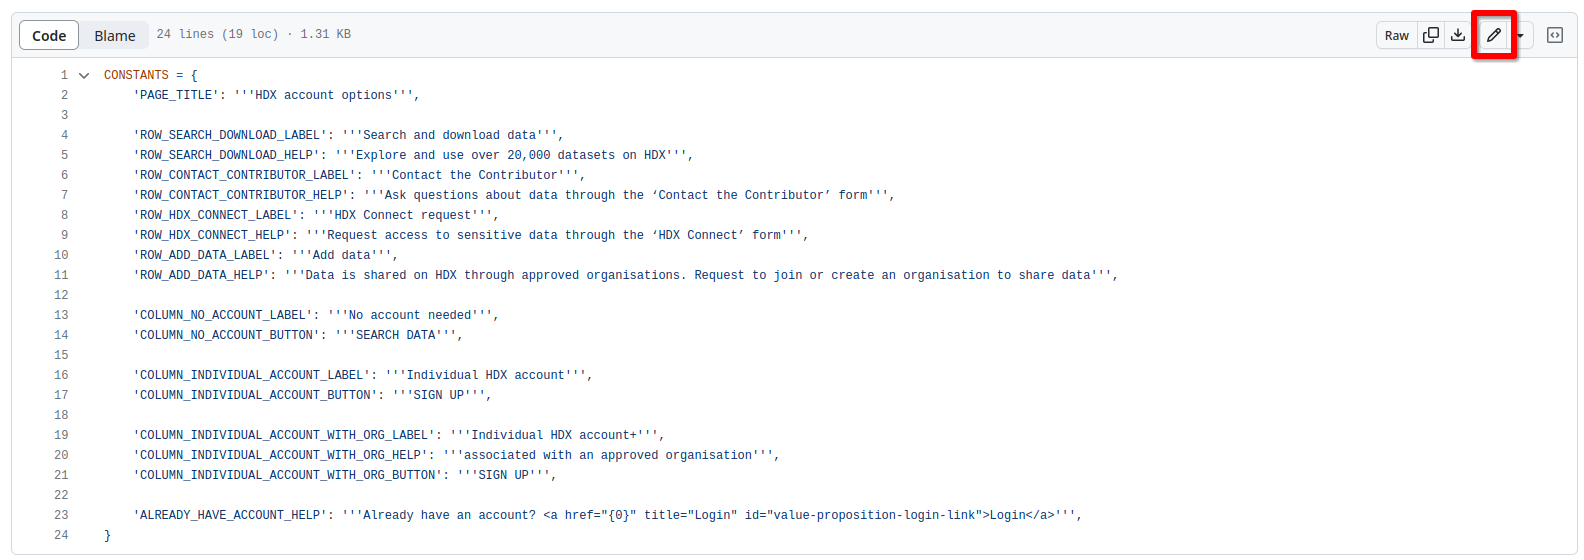 Code Blame 24 lines (19 loc) · 1.31 KB Raw
1 CONSTANTS = {
2 'PAGE_TITLE': '''HDX account options''',
3
4 'ROW_SEARCH_DOWNLOAD_LABEL': '''Search and download data''',
5 'ROW_SEARCH_DOWNLOAD_HELP': '''Explore and use over 20,000 datasets on HDX''',
6 'ROW_CONTACT_CONTRIBUTOR_LABEL': '''Contact the Contributor''',
7 'ROW_CONTACT_CONTRIBUTOR_HELP': '''Ask questions about data through the ‘Contact the Contributor’ form''',
8 'ROW_HDX_CONNECT_LABEL': '''HDX Connect request''',
9 'ROW_HDX_CONNECT_HELP': '''Request access to sensitive data through the ‘HDX Connect’ form''',
10 'ROW_ADD_DATA_LABEL': '''Add data''',
11 'ROW_ADD_DATA_HELP': '''Data is shared on HDX through approved organisations. Request to join or create an organisation to share data''',
12
13 'COLUMN_NO_ACCOUNT_LABEL': '''No account needed''',
14 'COLUMN_NO_ACCOUNT_BUTTON': '''SEARCH DATA''',
15
16 'COLUMN_INDIVIDUAL_ACCOUNT_LABEL': '''Individual HDX account''',
17 'COLUMN_INDIVIDUAL_ACCOUNT_BUTTON': '''SIGN UP''',
18
19 'COLUMN_INDIVIDUAL_ACCOUNT_WITH_ORG_LABEL': '''Individual HDX account+''',
20 'COLUMN_INDIVIDUAL_ACCOUNT_WITH_ORG_HELP': '''associated with an approved organisation''',
21 'COLUMN_INDIVIDUAL_ACCOUNT_WITH_ORG_BUTTON': '''SIGN UP''',
22
23 'ALREADY_HAVE_ACCOUNT_HELP': '''Already have an account? <a href="{0}" title="Login" id="value-proposition-login-link">Login</a>''',
24 }